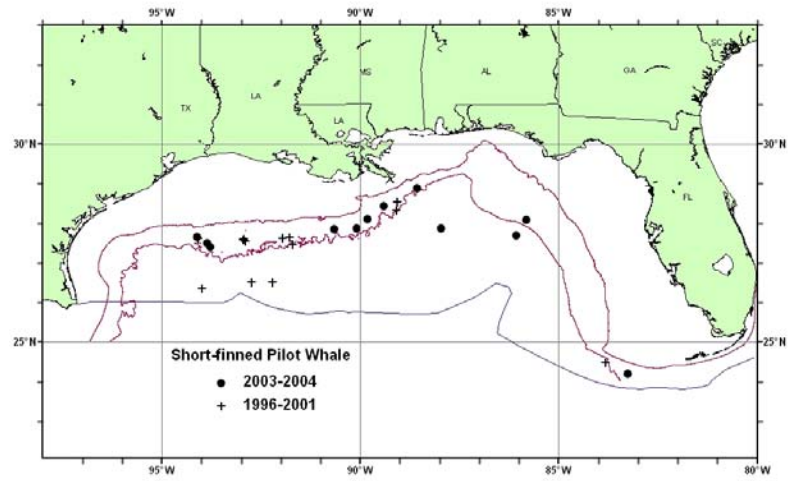 95°W 90°W 85°W
SC
TX LA MS AL GA
LA
30°N 30°N
FL
25°N 25°N
Short-finned Pilot Whale
● 2003-2004
+ 1996-2001
95°W 90°W 85°W 80°W